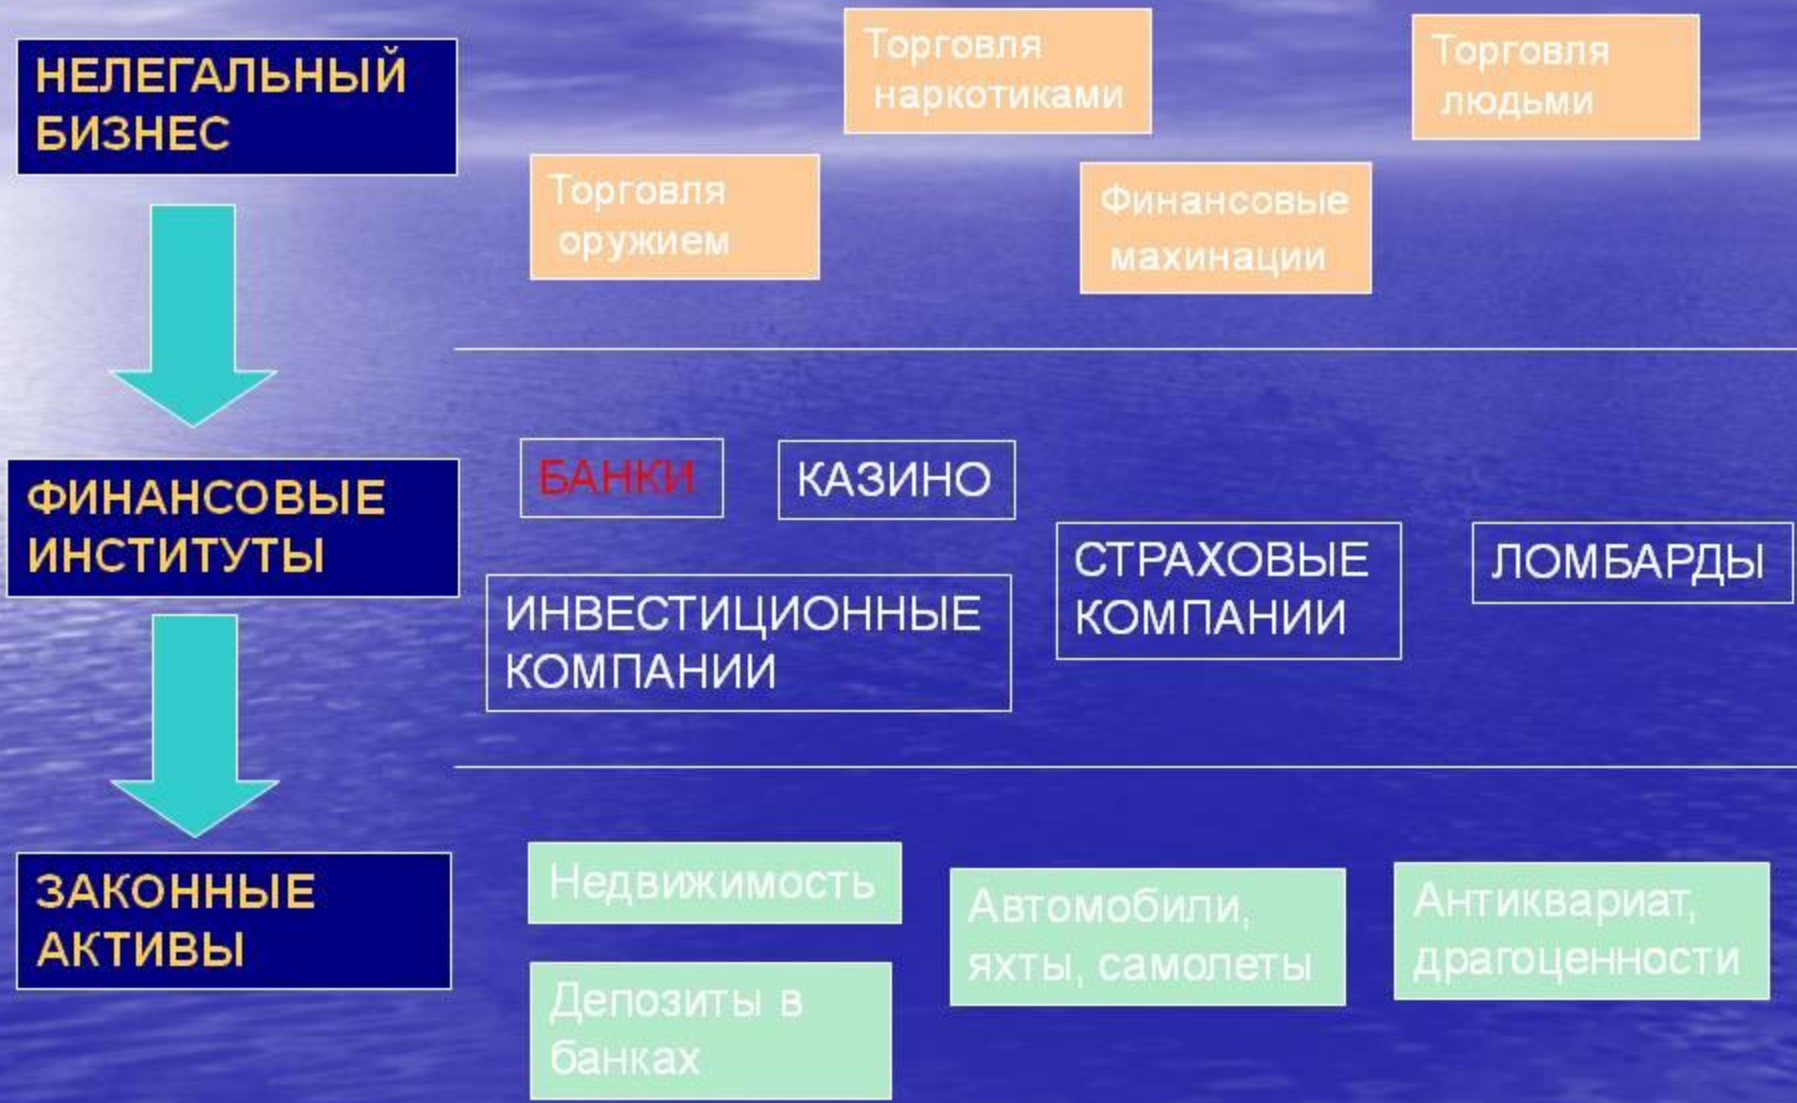 НЕЛЕГАЛЬНЫЙ
БИЗНЕС
Торговля
наркотиками
Торговля
людьми
Торговля
оружием
Финансовые
махинации
ФИНАНСОВЫЕ
ИНСТИТУТЫ
БАНКИ
КАЗИНО
СТРАХОВЫЕ
КОМПАНИИ
ЛОМБАРДЫ
ИНВЕСТИЦИОННЫЕ
КОМПАНИИ
ЗАКОННЫЕ
АКТИВЫ
Недвижимость
Автомобили,
яхты, самолеты
Антиквариат,
драгоценности
Депозиты в
банках